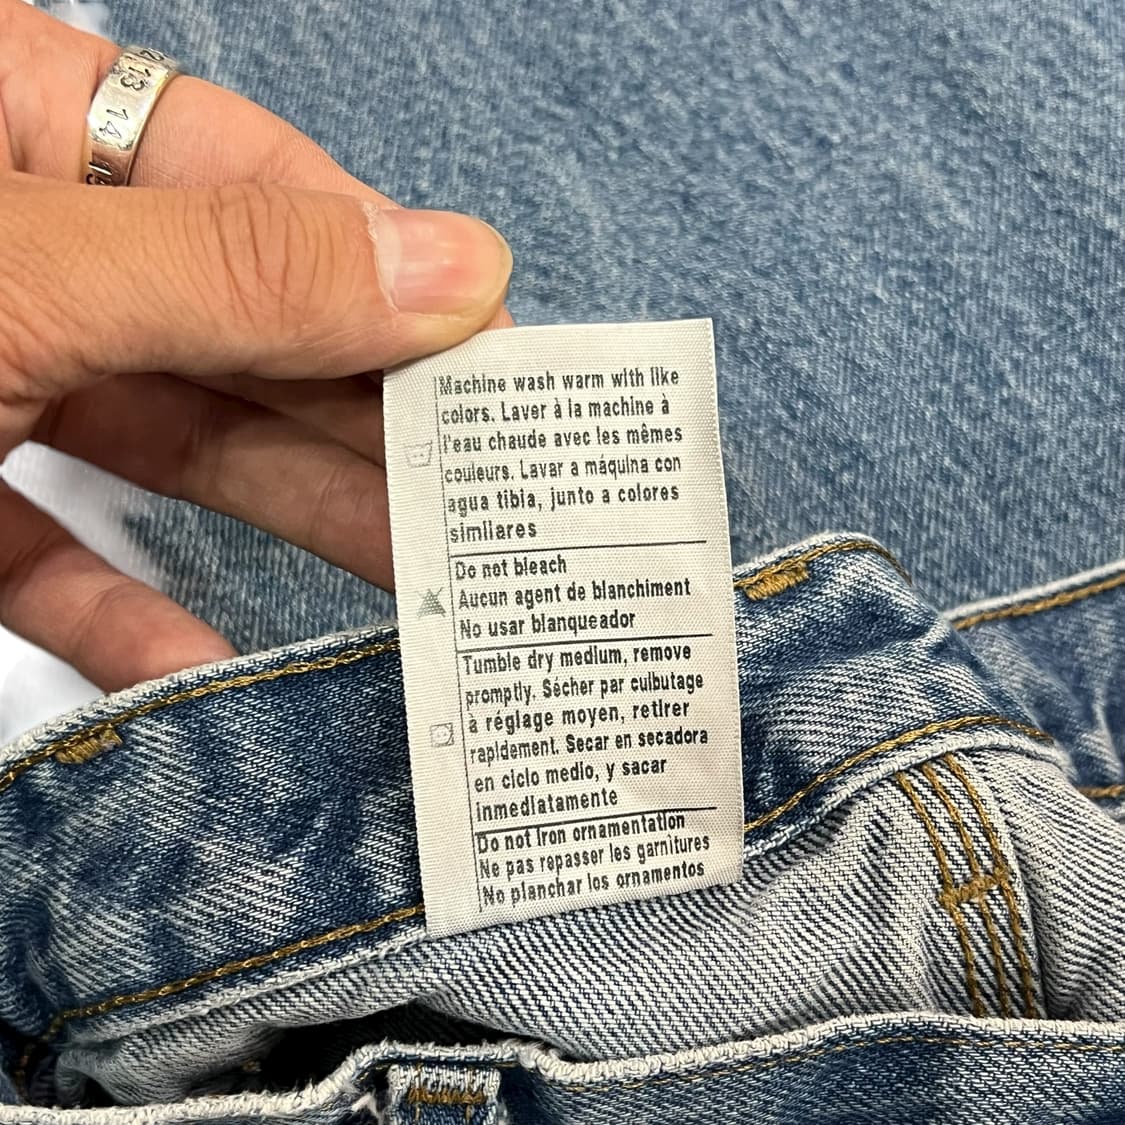 2 13 14 15
Machine wash warm with like
colors. Laver à la machine à
l'eau chaude avec les mêmes
couleurs. Lavar a máquina con
agua tibia, junto a colores
similares
Do not bleach
Aucun agent de blanchiment
No usar blanqueador
Tumble dry medium, remove
promptly. Sécher par culbutage
à réglage moyen, retirer
rapidement. Secar en secadora
en ciclo medio, y sacar
inmediatamente
Do not iron ornamentation
Ne pas repasser les garnitures
No planchar los ornamentos